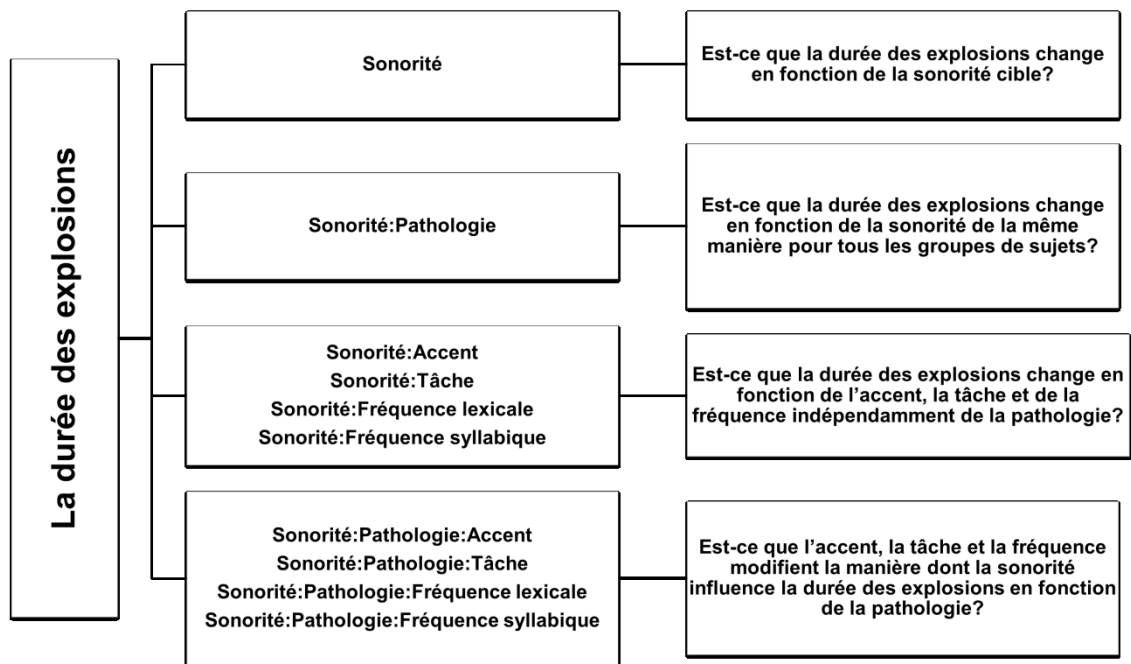 La durée des explosions
Sonorité
Est-ce que la durée des explosions change
en fonction de la sonorité cible?
Sonorité:Pathologie
Est-ce que la durée des explosions change
en fonction de la sonorité de la même
manière pour tous les groupes de sujets?
Sonorité:Accent
Sonorité:Tâche
Sonorité:Fréquence lexicale
Sonorité:Fréquence syllabique
Est-ce que la durée des explosions change en
fonction de l'accent, la tâche et de la
fréquence indépendamment de la pathologie?
Sonorité:Pathologie:Accent
Sonorité:Pathologie:Tâche
Sonorité:Pathologie:Fréquence lexicale
Sonorité:Pathologie:Fréquence syllabique
Est-ce que l'accent, la tâche et la fréquence
modifient la manière dont la sonorité
influence la durée des explosions en fonction
de la pathologie?